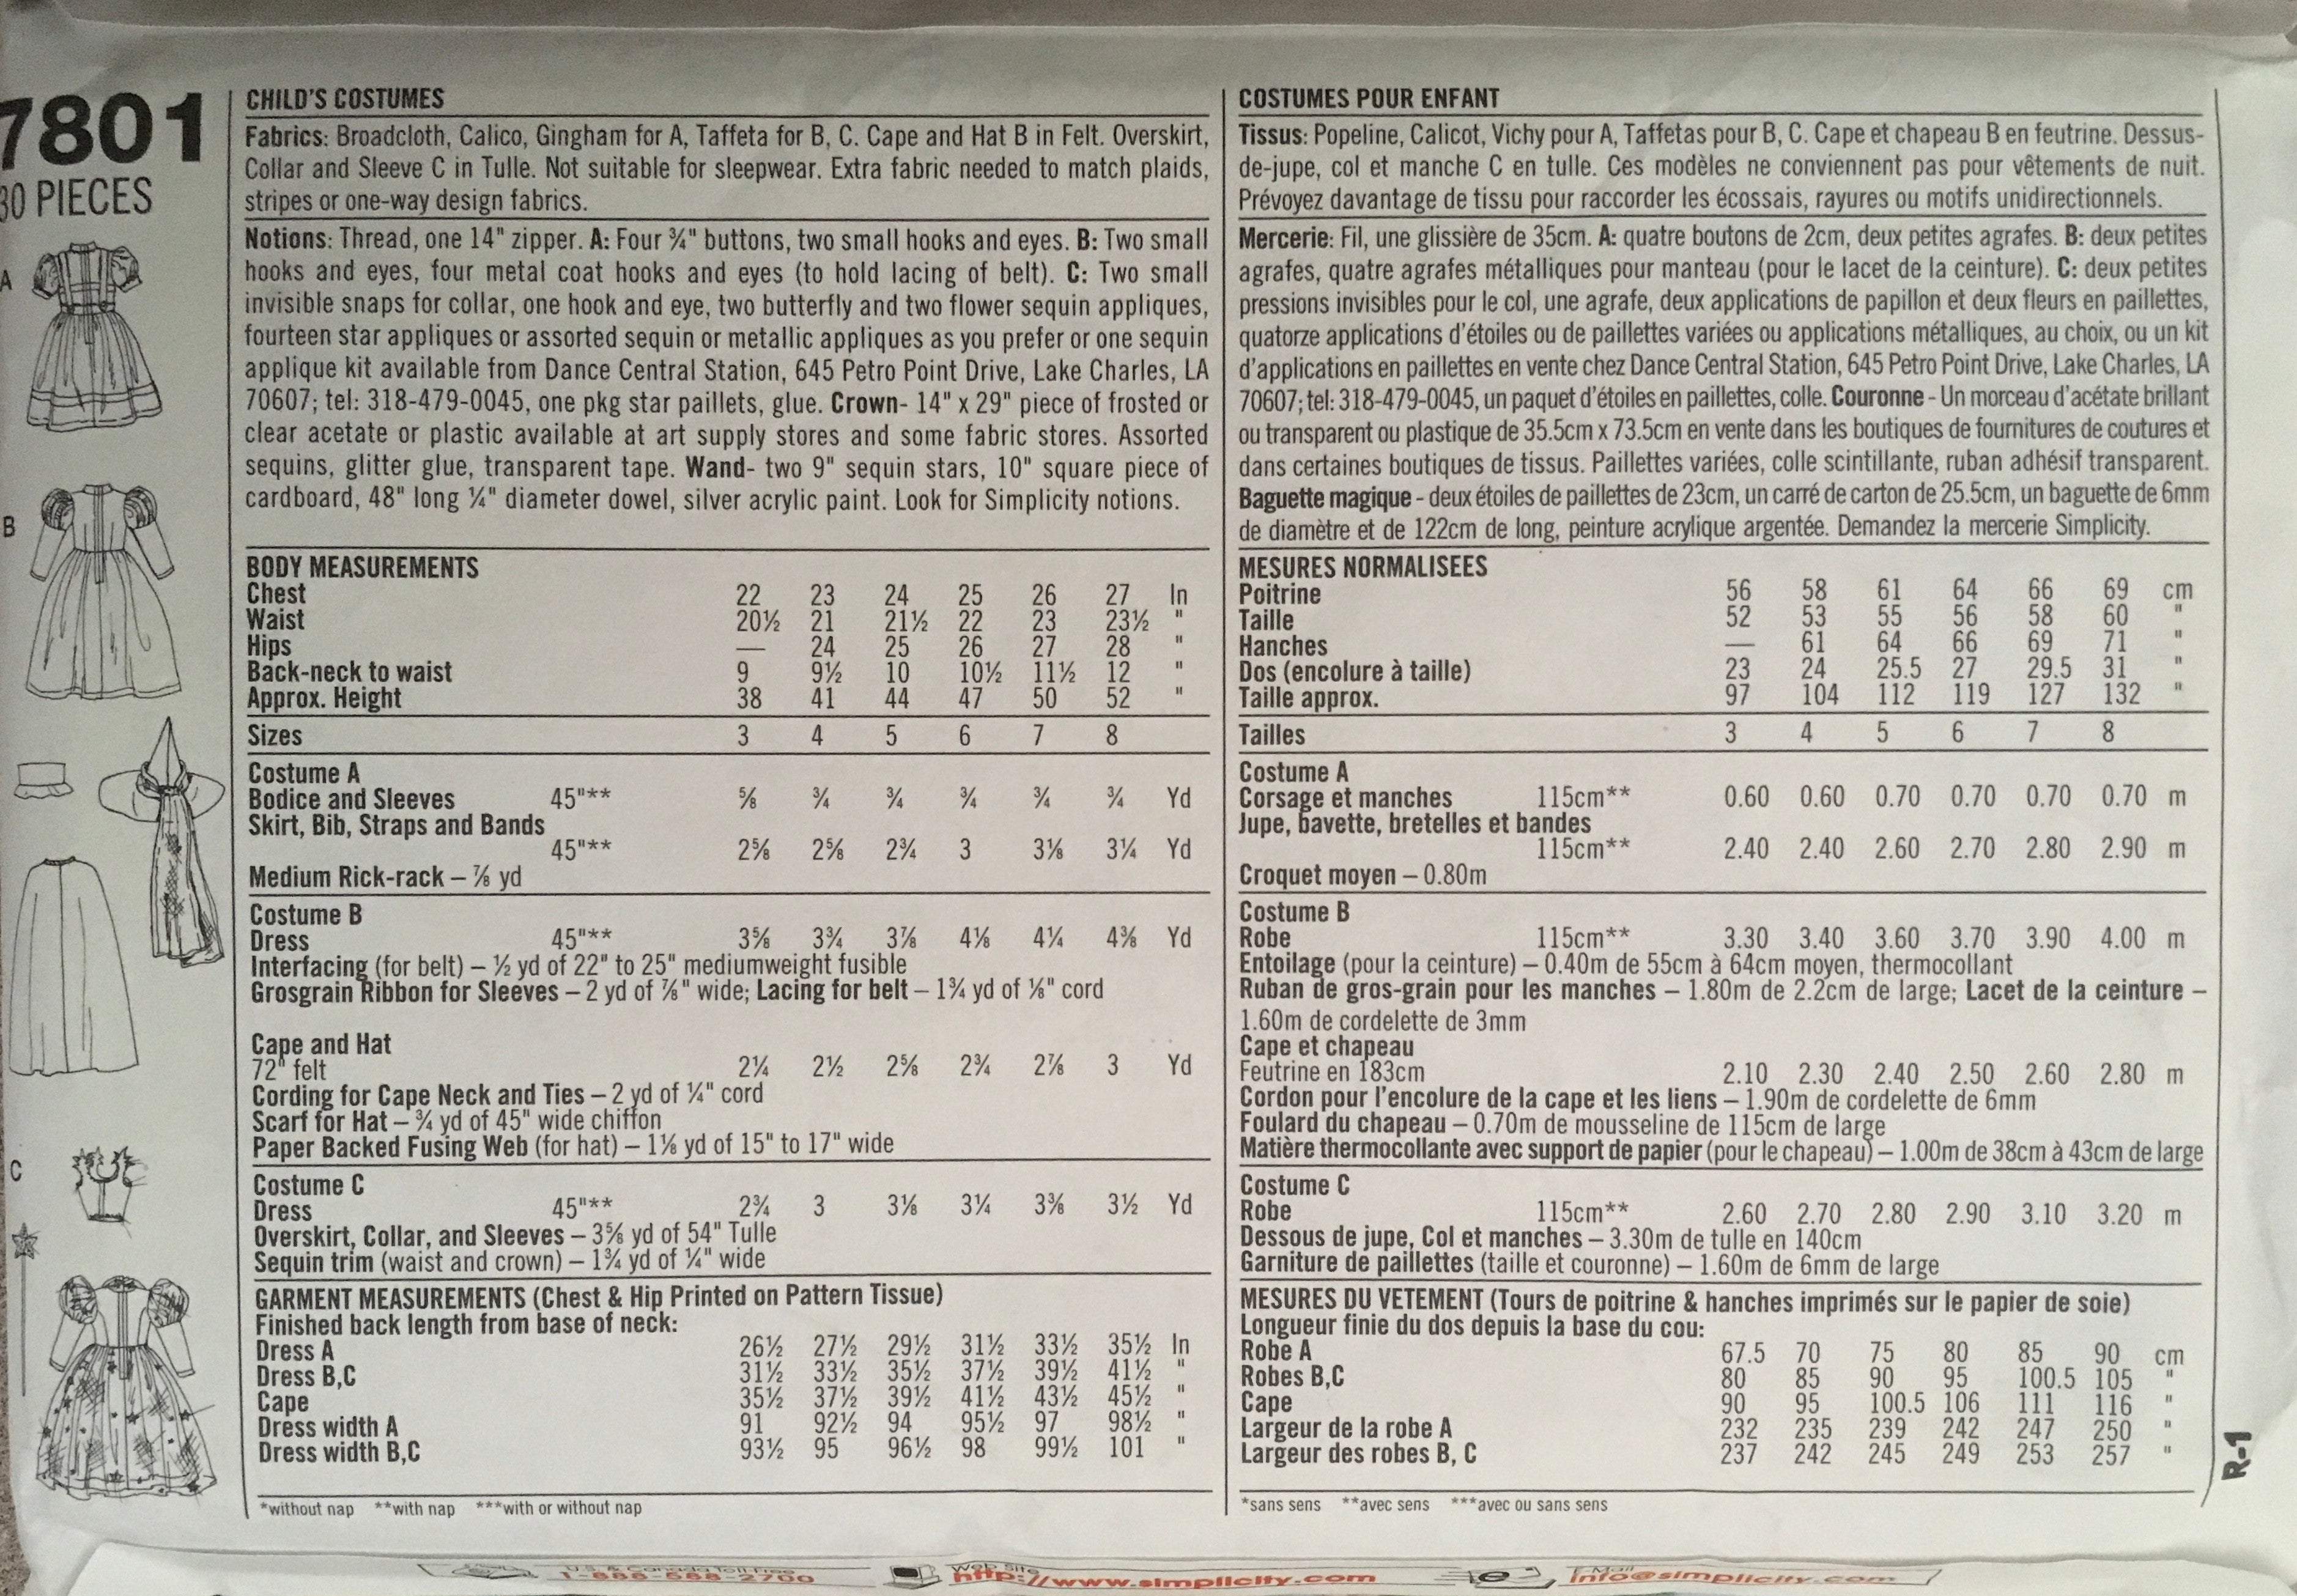 7801
30 PIECES
A
B
C
CHILD'S COSTUMES
Fabrics: Broadcloth, Calico, Gingham for A, Taffeta for B, C. Cape and Hat B in Felt. Overskirt,
Collar and Sleeve C in Tulle. Not suitable for sleepwear. Extra fabric needed to match plaids,
stripes or one-way design fabrics.
Notions: Thread, one 14" zipper. A: Four ¾" buttons, two small hooks and eyes. B: Two small
hooks and eyes, four metal coat hooks and eyes (to hold lacing of belt). C: Two small
invisible snaps for collar, one hook and eye, two butterfly and two flower sequin appliques,
fourteen star appliques or assorted sequin or metallic appliques as you prefer or one sequin
applique kit available from Dance Central Station, 645 Petro Point Drive, Lake Charles, LA
70607; tel: 318-479-0045, one pkg star paillets, glue. Crown- 14" x 29" piece of frosted or
clear acetate or plastic available at art supply stores and some fabric stores. Assorted
sequins, glitter glue, transparent tape. Wand- two 9" sequin stars, 10" square piece of
cardboard, 48" long ¼" diameter dowel, silver acrylic paint. Look for Simplicity notions.
BODY MEASUREMENTS
Chest 22 23 24 25 26 27 In
Waist 20½ 21 21½ 22 23 23½ "
Hips — 24 25 26 27 28 "
Back-neck to waist 9 9½ 10 10½ 11½ 12 "
Approx. Height 38 41 44 47 50 52 "
Sizes 3 4 5 6 7 8
Costume A
Bodice and Sleeves 45"** ⅝ ¾ ¾ ¾ ¾ ¾ Yd
Skirt, Bib, Straps and Bands
45"** 2⅝ 2⅝ 2¾ 3 3⅛ 3¼ Yd
Medium Rick-rack – ⅞ yd
Costume B
Dress 45"** 3⅝ 3¾ 3⅞ 4⅛ 4¼ 4⅜ Yd
Interfacing (for belt) – ½ yd of 22" to 25" mediumweight fusible
Grosgrain Ribbon for Sleeves – 2 yd of ⅞" wide; Lacing for belt – 1¾ yd of ⅛" cord
Cape and Hat
72" felt 2¼ 2½ 2⅝ 2¾ 2⅞ 3 Yd
Cording for Cape Neck and Ties – 2 yd of ¼" cord
Scarf for Hat – ¾ yd of 45" wide chiffon
Paper Backed Fusing Web (for hat) – 1⅛ yd of 15" to 17" wide
Costume C
Dress 45"** 2¾ 3 3⅛ 3¼ 3⅜ 3½ Yd
Overskirt, Collar, and Sleeves – 3⅝ yd of 54" Tulle
Sequin trim (waist and crown) – 1¾ yd of ¼" wide
GARMENT MEASUREMENTS (Chest & Hip Printed on Pattern Tissue)
Finished back length from base of neck:
Dress A 26½ 27½ 29½ 31½ 33½ 35½ In
Dress B,C 31½ 33½ 35½ 37½ 39½ 41½ "
Cape 35½ 37½ 39½ 41½ 43½ 45½ "
Dress width A 91 92½ 94 95½ 97 98½ "
Dress width B,C 93½ 95 96½ 98 99½ 101 "
*without nap **with nap ***with or without nap
COSTUMES POUR ENFANT
Tissus: Popeline, Calicot, Vichy pour A, Taffetas pour B, C. Cape et chapeau B en feutrine. Dessus-
de-jupe, col et manche C en tulle. Ces modèles ne conviennent pas pour vêtements de nuit.
Prévoyez davantage de tissu pour raccorder les écossais, rayures ou motifs unidirectionnels.
Mercerie: Fil, une glissière de 35cm. A: quatre boutons de 2cm, deux petites agrafes. B: deux petites
agrafes, quatre agrafes métalliques pour manteau (pour le lacet de la ceinture). C: deux petites
pressions invisibles pour le col, une agrafe, deux applications de papillon et deux fleurs en paillettes,
quatorze applications d'étoiles ou de paillettes variées ou applications métalliques, au choix, ou un kit
d'applications en paillettes en vente chez Dance Central Station, 645 Petro Point Drive, Lake Charles, LA
70607; tel: 318-479-0045, un paquet d'étoiles en paillettes, colle. Couronne - Un morceau d'acétate brillant
ou transparent ou plastique de 35.5cm x 73.5cm en vente dans les boutiques de fournitures de coutures et
dans certaines boutiques de tissus. Paillettes variées, colle scintillante, ruban adhésif transparent.
Baguette magique - deux étoiles de paillettes de 23cm, un carré de carton de 25.5cm, un baguette de 6mm
de diamètre et de 122cm de long, peinture acrylique argentée. Demandez la mercerie Simplicity.
MESURES NORMALISEES
Poitrine 56 58 61 64 66 69 cm
Taille 52 53 55 56 58 60 "
Hanches — 61 64 66 69 71 "
Dos (encolure à taille) 23 24 25.5 27 29.5 31 "
Taille approx. 97 104 112 119 127 132 "
Tailles 3 4 5 6 7 8
Costume A
Corsage et manches 115cm** 0.60 0.60 0.70 0.70 0.70 0.70 m
Jupe, bavette, bretelles et bandes
115cm** 2.40 2.40 2.60 2.70 2.80 2.90 m
Croquet moyen – 0.80m
Costume B
Robe 115cm** 3.30 3.40 3.60 3.70 3.90 4.00 m
Entoilage (pour la ceinture) – 0.40m de 55cm à 64cm moyen, thermocollant
Ruban de gros-grain pour les manches – 1.80m de 2.2cm de large; Lacet de la ceinture –
1.60m de cordelette de 3mm
Cape et chapeau
Feutrine en 183cm 2.10 2.30 2.40 2.50 2.60 2.80 m
Cordon pour l'encolure de la cape et les liens – 1.90m de cordelette de 6mm
Foulard du chapeau – 0.70m de mousseline de 115cm de large
Matière thermocollante avec support de papier (pour le chapeau) – 1.00m de 38cm à 43cm de large
Costume C
Robe 115cm** 2.60 2.70 2.80 2.90 3.10 3.20 m
Dessous de jupe, Col et manches – 3.30m de tulle en 140cm
Garniture de paillettes (taille et couronne) – 1.60m de 6mm de large
MESURES DU VETEMENT (Tours de poitrine & hanches imprimés sur le papier de soie)
Longueur finie du dos depuis la base du cou:
Robe A 67.5 70 75 80 85 90 cm
Robes B,C 80 85 90 95 100.5 105 "
Cape 90 95 100.5 106 111 116 "
Largeur de la robe A 232 235 239 242 247 250 "
Largeur des robes B, C 237 242 245 249 253 257 "
*sans sens **avec sens ***avec ou sans sens
R-1
U.S. & Canada Toll Free
1-888-588-2700
Web Site
http://www.simplicity.com
E-Mail
info@simplicity.com